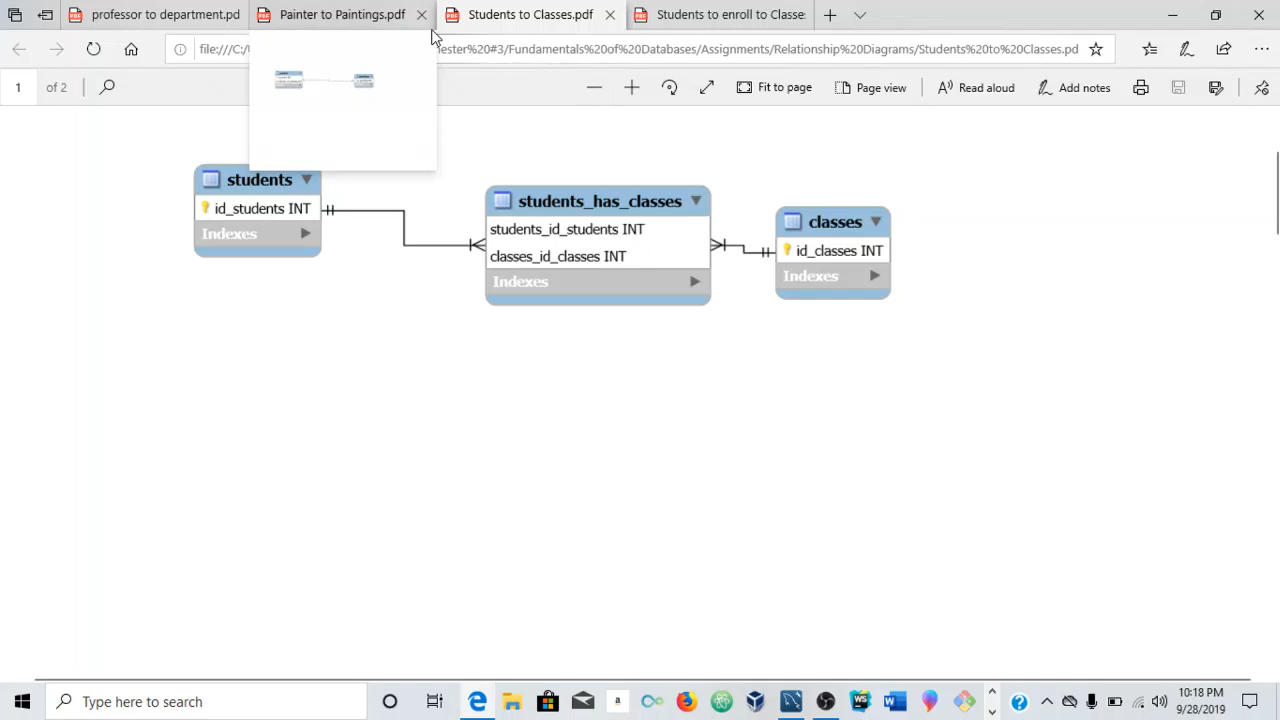 professor to department.pd
Painter to Paintings.pdf
Students to Classes.pdf
Students to enroll to Classe:
file:///C:/
ester%20#3/Fundamentals%20of%20Databases/Assignments/Relationship%20Diagrams/Students%20to%20Classes.pd
1
of 2
Fit to page
Page view
Read aloud
Add notes
students
id_students INT
Indexes
students_has_classes
students_id_students INT
classes_id_classes INT
Indexes
classes
id_classes INT
Indexes
Type here to search
a
WS
W
1:18 PM
9/28/2019